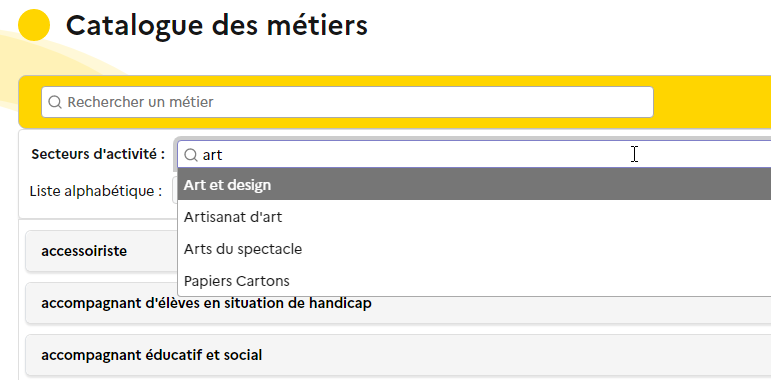 Catalogue des métiers
Rechercher un métier
Secteurs d'activité : art
Art et design
Liste alphabétique :
Artisanat d'art
Arts du spectacle
accessoiriste
Papiers Cartons
accompagnant d'élèves en situation de handicap
accompagnant éducatif et social